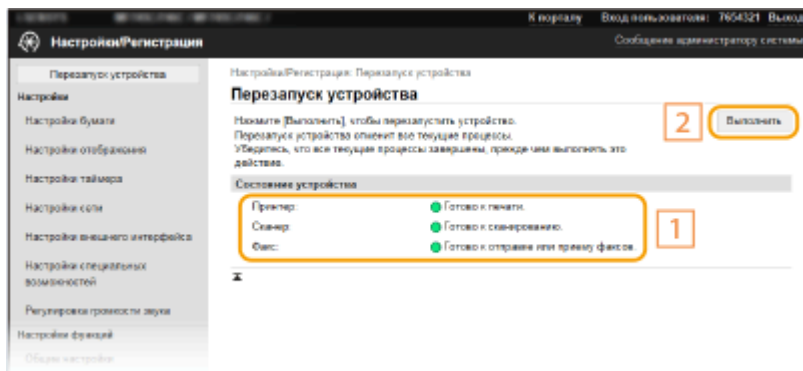 К порталу Вход пользователя: 7654321 Выход
Настройки/Регистрация
Сообщение администратору системы
Перезапуск устройства
Настройки
Настройки бумаги
Настройки отображения
Настройки таймера
Настройки сети
Настройки внешнего интерфейса
Настройки специальных
возможностей
Регулировка громкости звука
Настройки функций
Общие настройки
Настройка/Регистрация: Перезапуск устройства
Перезапуск устройства
Нажмите [Выполнить], чтобы перезапустить устройство.
Перезапуск устройства отменит все текущие процессы.
Убедитесь, что все текущие процессы завершены, прежде чем выполнять это
действие.
2
Выполнить
Состояние устройства
Принтер: Готово к печати.
Сканер: Готово к сканированию.
Факс: Готово к отправке или приему факсов.
1